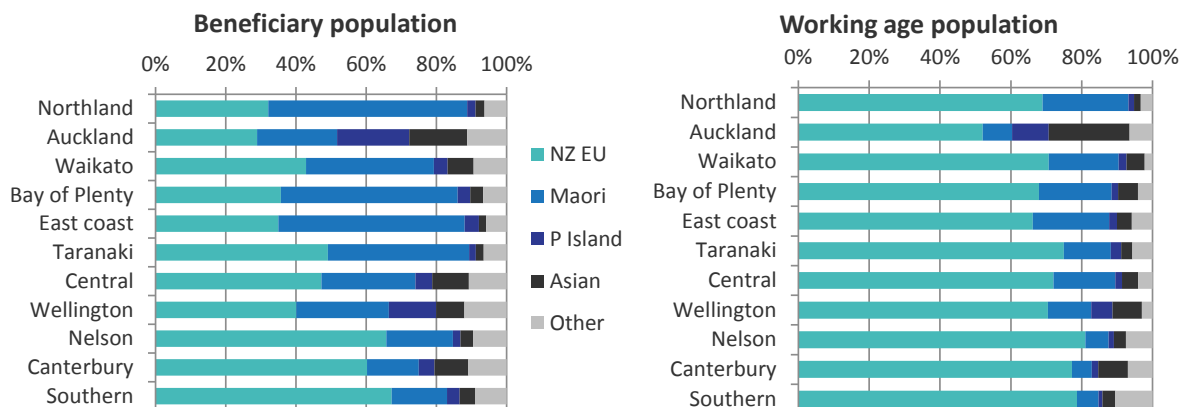 Beneficiary population
0% 20% 40% 60% 80% 100%
Northland
Auckland
Waikato
Bay of Plenty
East coast
Taranaki
Central
Wellington
Nelson
Canterbury
Southern
NZ EU
Maori
P Island
Asian
Other
Working age population
0% 20% 40% 60% 80% 100%
Northland
Auckland
Waikato
Bay of Plenty
East coast
Taranaki
Central
Wellington
Nelson
Canterbury
Southern